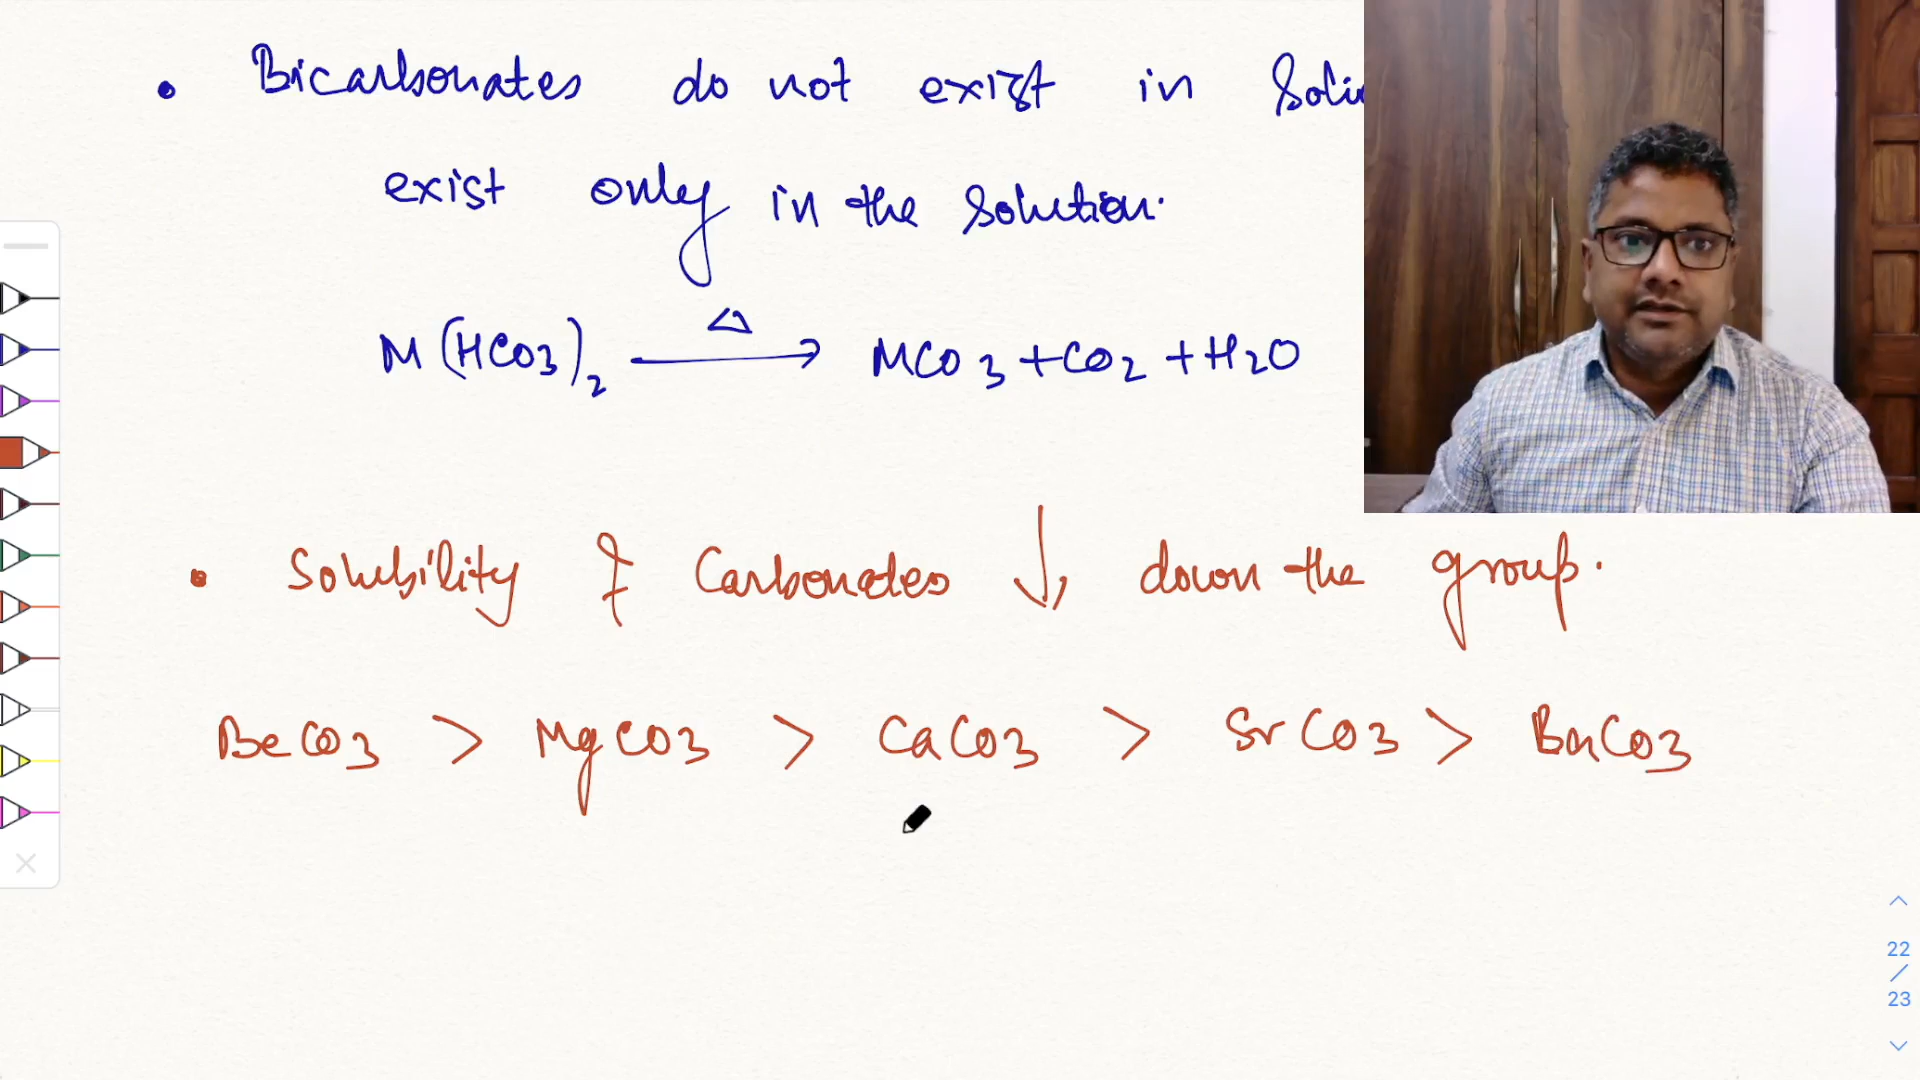 • Bicarbonates do not exist in Soli
exist only in the solution.
M(HCO3)2 —Δ→ MCO3 + CO2 + H2O
• Solubility of Carbonates ↓, down the group.
BeCO3 > MgCO3 > CaCO3 > SrCO3 > BaCO3
22
/
23